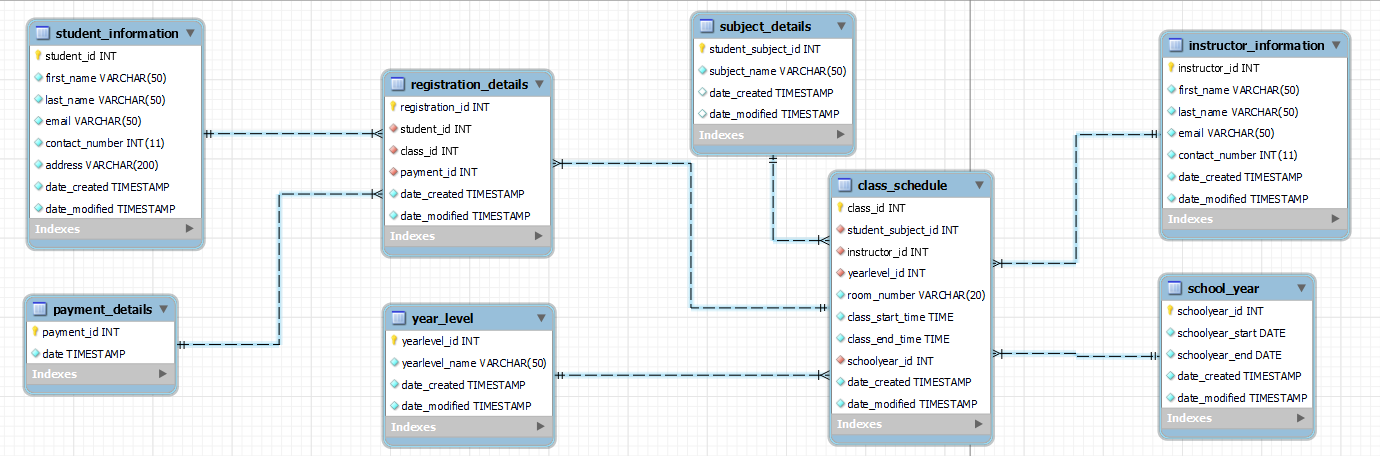 student_information
student_id INT
first_name VARCHAR(50)
last_name VARCHAR(50)
email VARCHAR(50)
contact_number INT(11)
address VARCHAR(200)
date_created TIMESTAMP
date_modified TIMESTAMP
Indexes
payment_details
payment_id INT
date TIMESTAMP
Indexes
registration_details
registration_id INT
student_id INT
class_id INT
payment_id INT
date_created TIMESTAMP
date_modified TIMESTAMP
Indexes
year_level
yearlevel_id INT
yearlevel_name VARCHAR(50)
date_created TIMESTAMP
date_modified TIMESTAMP
Indexes
subject_details
student_subject_id INT
subject_name VARCHAR(50)
date_created TIMESTAMP
date_modified TIMESTAMP
Indexes
class_schedule
class_id INT
student_subject_id INT
instructor_id INT
yearlevel_id INT
room_number VARCHAR(20)
class_start_time TIME
class_end_time TIME
schoolyear_id INT
date_created TIMESTAMP
date_modified TIMESTAMP
Indexes
instructor_information
instructor_id INT
first_name VARCHAR(50)
last_name VARCHAR(50)
email VARCHAR(50)
contact_number INT(11)
date_created TIMESTAMP
date_modified TIMESTAMP
Indexes
school_year
schoolyear_id INT
schoolyear_start DATE
schoolyear_end DATE
date_created TIMESTAMP
date_modified TIMESTAMP
Indexes